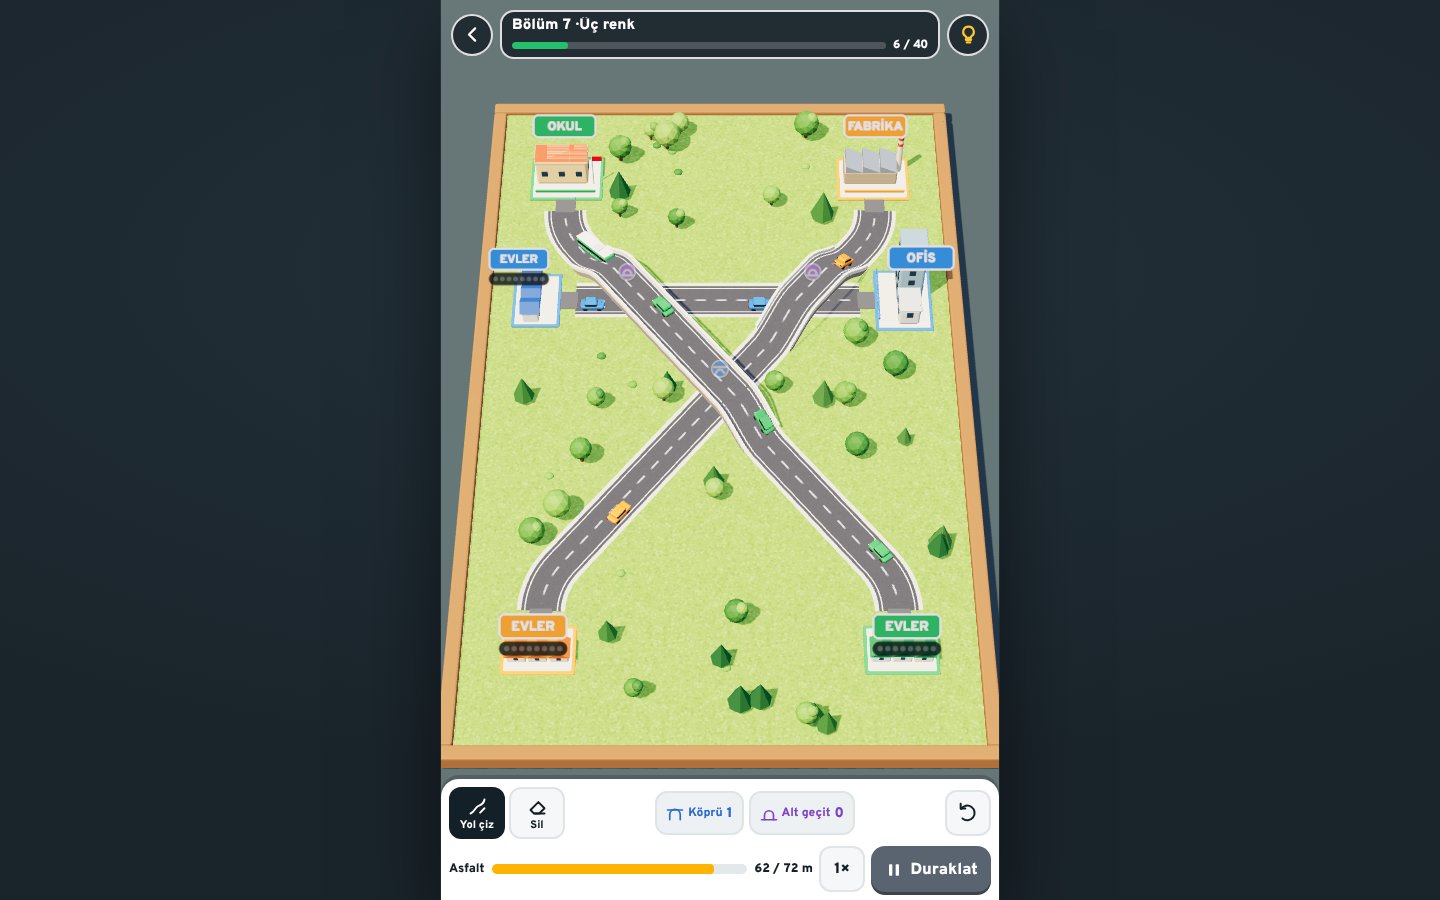 Bölüm 7 ·Üç renk
6 / 40
OKUL
FABRİKA
EVLER
OFİS
EVLER
EVLER
Yol çiz
Sil
Köprü 1
Alt geçit 0
Asfalt
62 / 72 m
1×
Duraklat